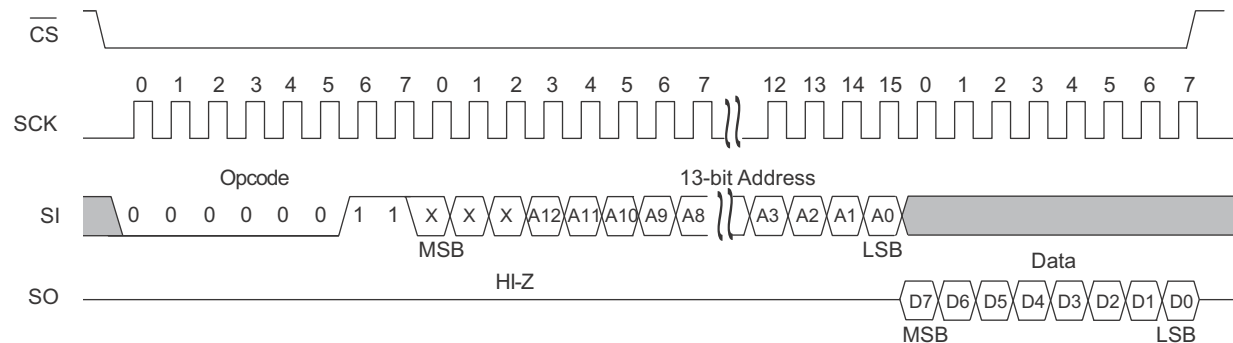 CS
0 1 2 3 4 5 6 7 0 1 2 3 4 5 6 7 12 13 14 15 0 1 2 3 4 5 6 7
SCK
Opcode 13-bit Address
SI 0 0 0 0 0 0 1 1 X X X A12 A11 A10 A9 A8 A3 A2 A1 A0
MSB LSB
HI-Z Data
SO D7 D6 D5 D4 D3 D2 D1 D0
MSB LSB